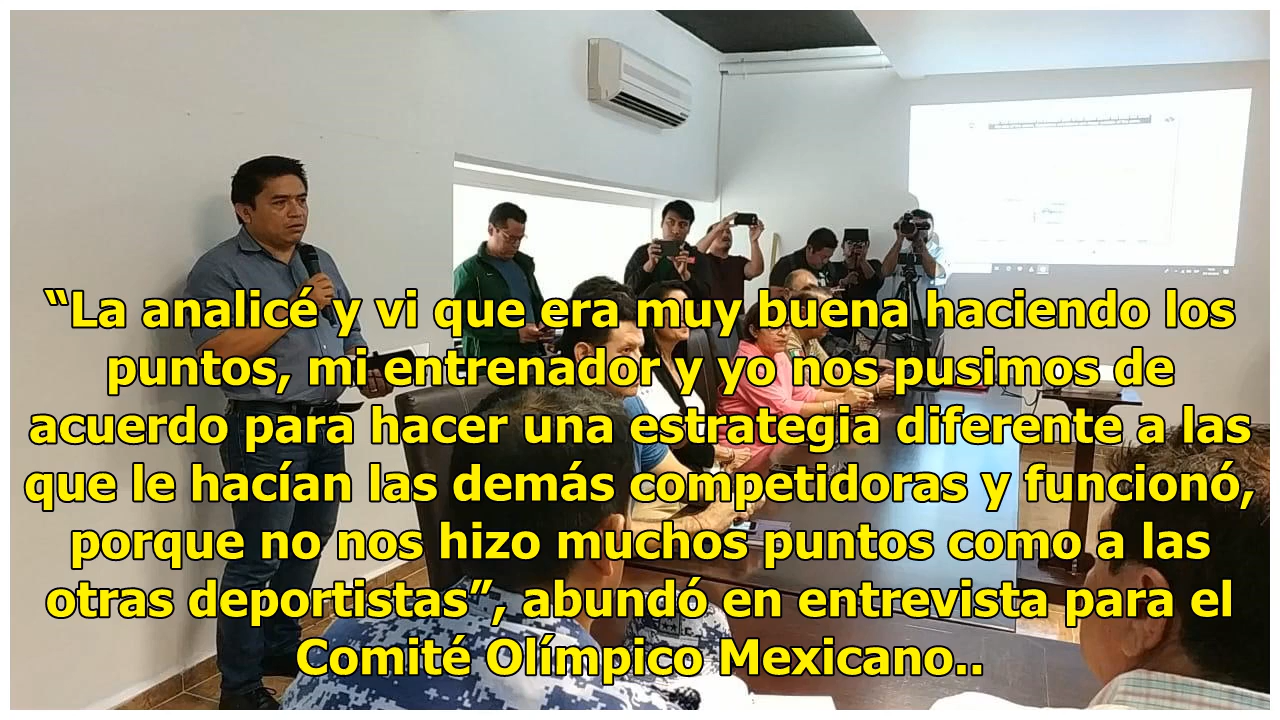 “La analicé y vi que era muy buena haciendo los
puntos, mi entrenador y yo nos pusimos de
acuerdo para hacer una estrategia diferente a las
que le hacían las demás competidoras y funcionó,
porque no nos hizo muchos puntos como a las
otras deportistas”, abundó en entrevista para el
Comité Olímpico Mexicano..